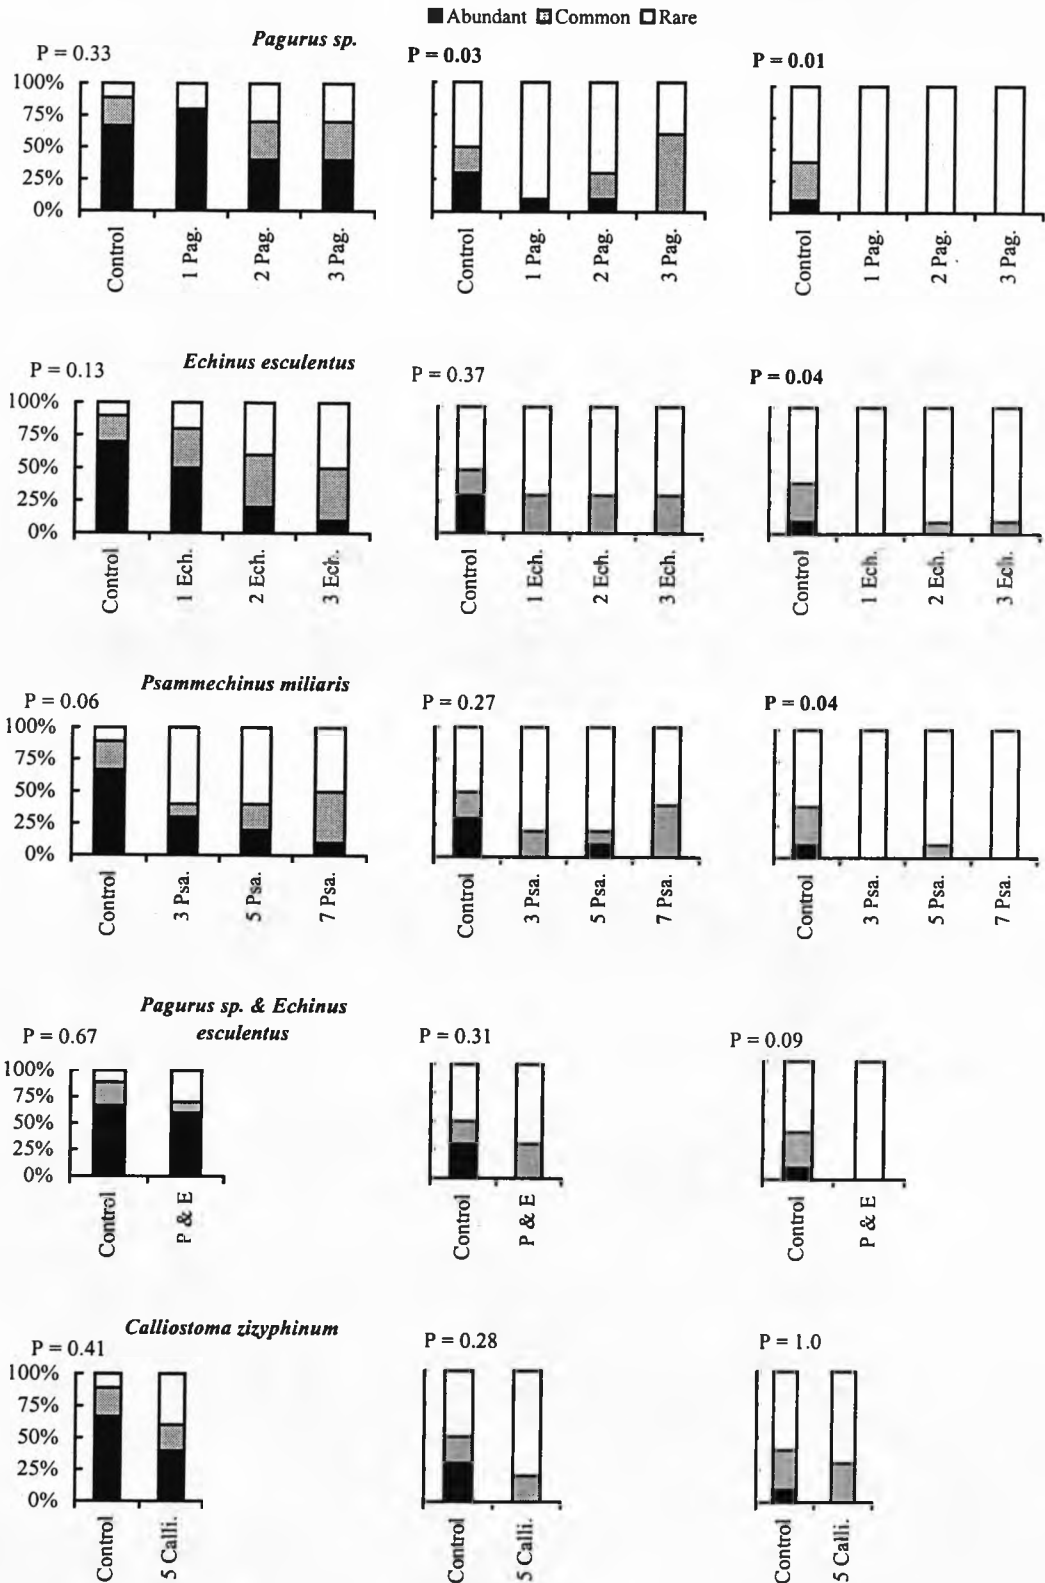 Abundant Common Rare
Pagurus sp.
P = 0.33 P = 0.03 P = 0.01
100%
75%
50%
25%
0%
Control 1 Pag. 2 Pag. 3 Pag. Control 1 Pag. 2 Pag. 3 Pag. Control 1 Pag. 2 Pag. 3 Pag.
Echinus esculentus
P = 0.13 P = 0.37 P = 0.04
100%
75%
50%
25%
0%
Control 1 Ech. 2 Ech. 3 Ech. Control 1 Ech. 2 Ech. 3 Ech. Control 1 Ech. 2 Ech. 3 Ech.
Psammechinus miliaris
P = 0.06 P = 0.27 P = 0.04
100%
75%
50%
25%
0%
Control 3 Psa. 5 Psa. 7 Psa. Control 3 Psa. 5 Psa. 7 Psa. Control 3 Psa. 5 Psa. 7 Psa.
Pagurus sp. & Echinus
esculentus
P = 0.67 P = 0.31 P = 0.09
100%
75%
50%
25%
0%
Control P & E Control P & E Control P & E
Calliostoma zizyphinum
P = 0.41 P = 0.28 P = 1.0
100%
75%
50%
25%
0%
Control 5 Calli. Control 5 Calli. Control 5 Calli.